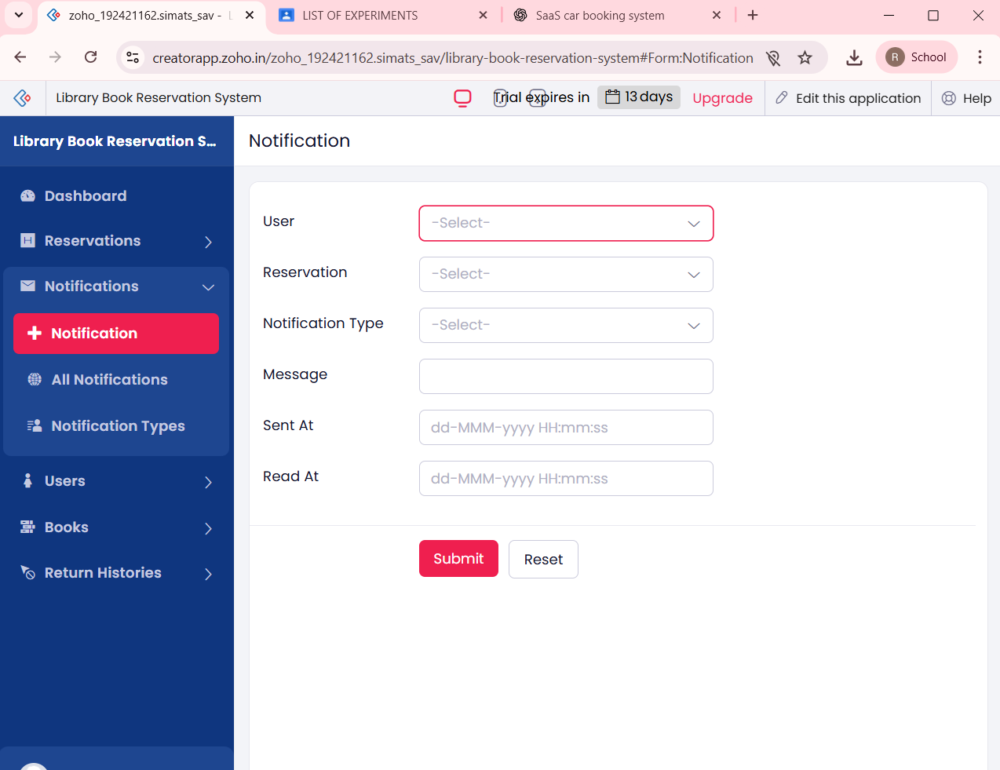 zoho_192421162.simats_sav -
LIST OF EXPERIMENTS
SaaS car booking system
creatorapp.zoho.in/zoho_192421162.simats_sav/library-book-reservation-system#Form:Notification
R School
Library Book Reservation System
Trial expires in 13 days
Upgrade
Edit this application
Help
Library Book Reservation S...
Dashboard
Reservations
Notifications
Notification
All Notifications
Notification Types
Users
Books
Return Histories
Notification
User
-Select-
Reservation
-Select-
Notification Type
-Select-
Message
Sent At
dd-MMM-yyyy HH:mm:ss
Read At
dd-MMM-yyyy HH:mm:ss
Submit
Reset